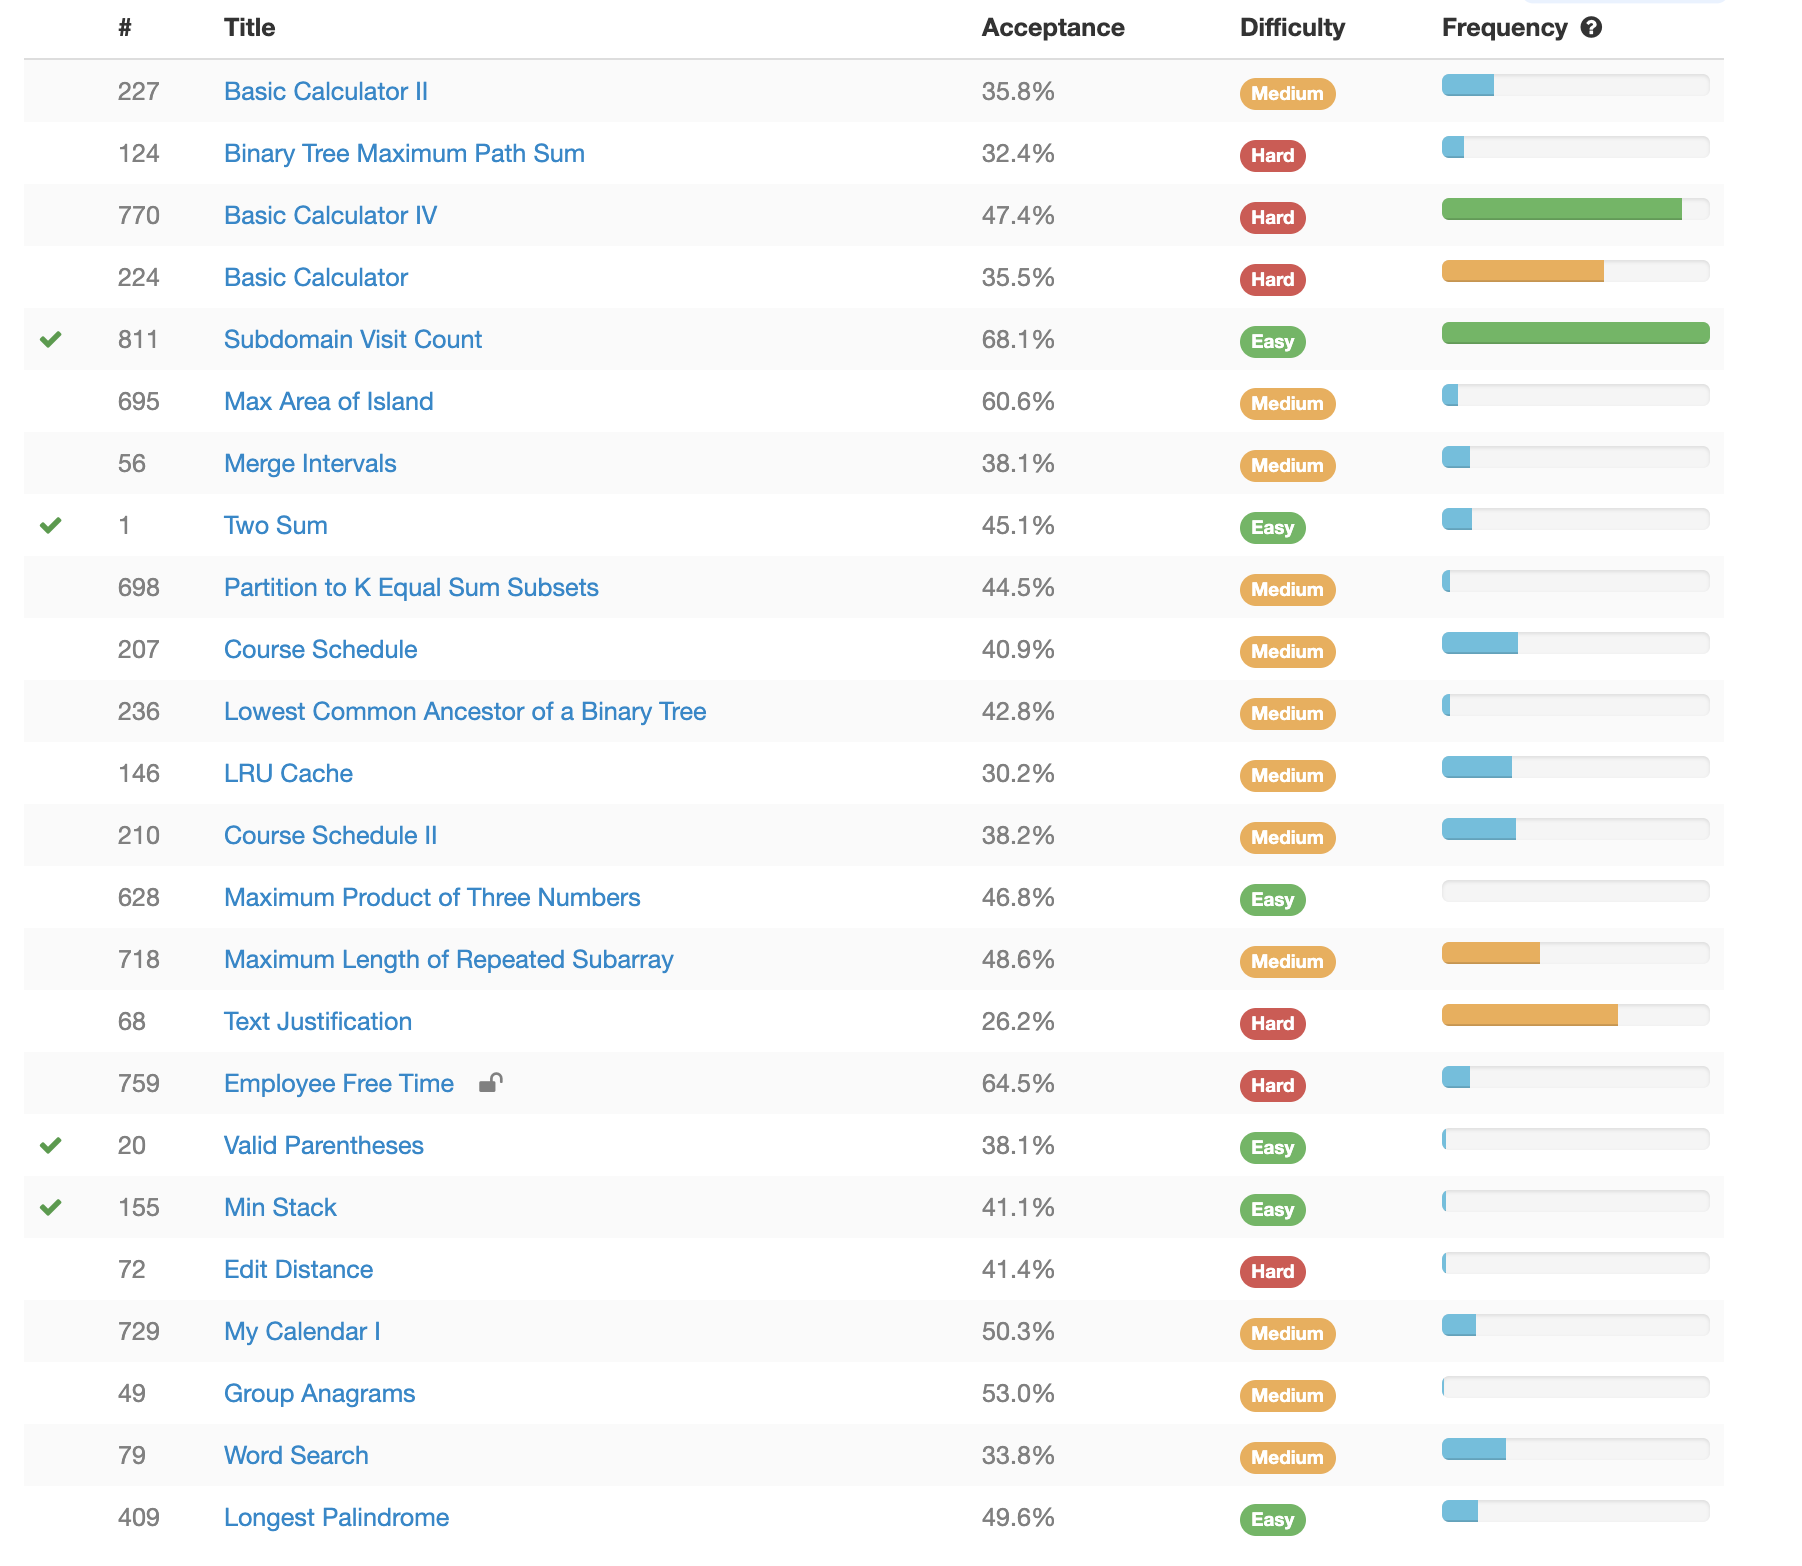 # Title Acceptance Difficulty Frequency ?
227 Basic Calculator II 35.8% Medium
124 Binary Tree Maximum Path Sum 32.4% Hard
770 Basic Calculator IV 47.4% Hard
224 Basic Calculator 35.5% Hard
811 Subdomain Visit Count 68.1% Easy
695 Max Area of Island 60.6% Medium
56 Merge Intervals 38.1% Medium
1 Two Sum 45.1% Easy
698 Partition to K Equal Sum Subsets 44.5% Medium
207 Course Schedule 40.9% Medium
236 Lowest Common Ancestor of a Binary Tree 42.8% Medium
146 LRU Cache 30.2% Medium
210 Course Schedule II 38.2% Medium
628 Maximum Product of Three Numbers 46.8% Easy
718 Maximum Length of Repeated Subarray 48.6% Medium
68 Text Justification 26.2% Hard
759 Employee Free Time 64.5% Hard
20 Valid Parentheses 38.1% Easy
155 Min Stack 41.1% Easy
72 Edit Distance 41.4% Hard
729 My Calendar I 50.3% Medium
49 Group Anagrams 53.0% Medium
79 Word Search 33.8% Medium
409 Longest Palindrome 49.6% Easy